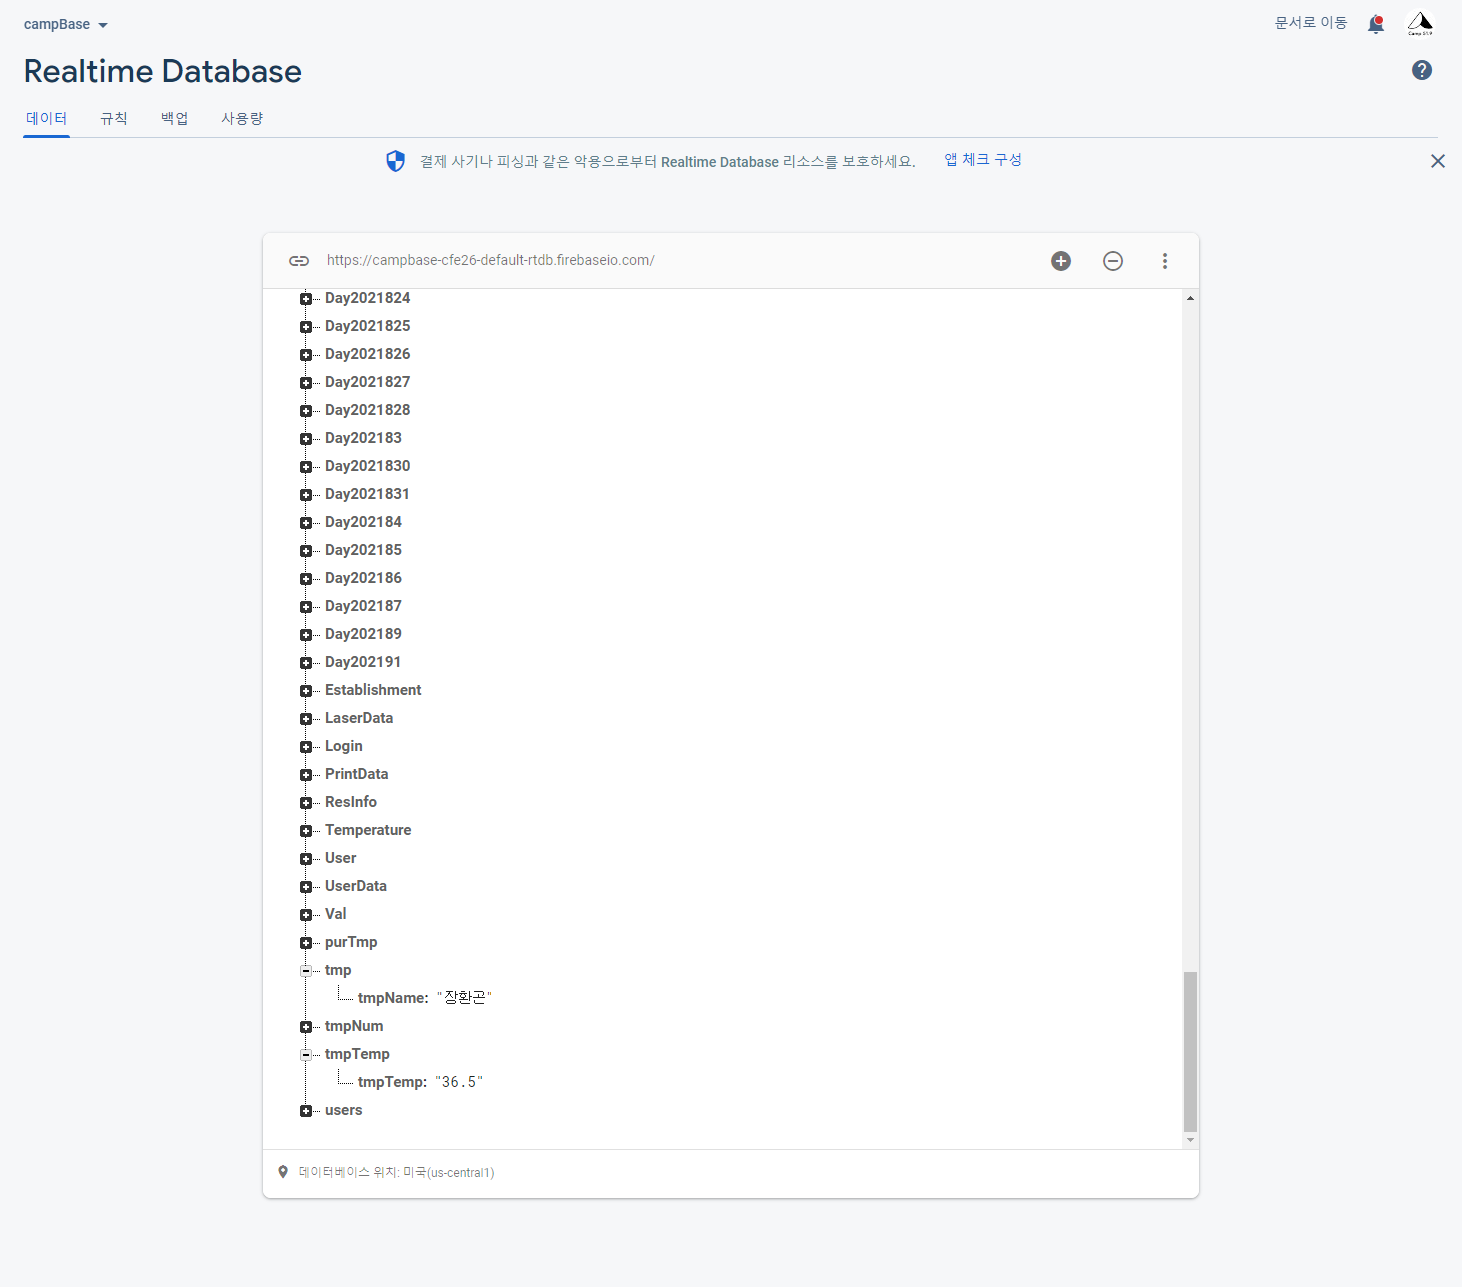 campBase
문서로 이동
Camp 51.9
Realtime Database
데이터 규칙 백업 사용량
결제 사기나 피싱과 같은 악용으로부터 Realtime Database 리소스를 보호하세요. 앱 체크 구성
https://campbase-cfe26-default-rtdb.firebaseio.com/
Day2021824
Day2021825
Day2021826
Day2021827
Day2021828
Day202183
Day2021830
Day2021831
Day202184
Day202185
Day202186
Day202187
Day202189
Day202191
Establishment
LaserData
Login
PrintData
ResInfo
Temperature
User
UserData
Val
purTmp
tmp
tmpName: "장환곤"
tmpNum
tmpTemp
tmpTemp: "36.5"
users
데이터베이스 위치: 미국(us-central1)